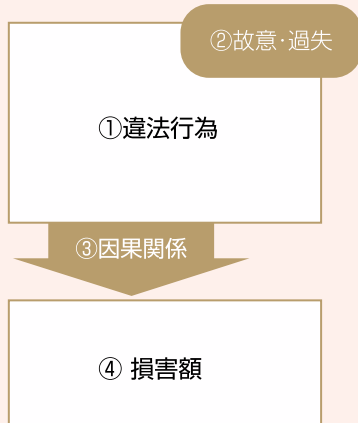 ②故意・過失
①違法行為
③因果関係
④ 損害額